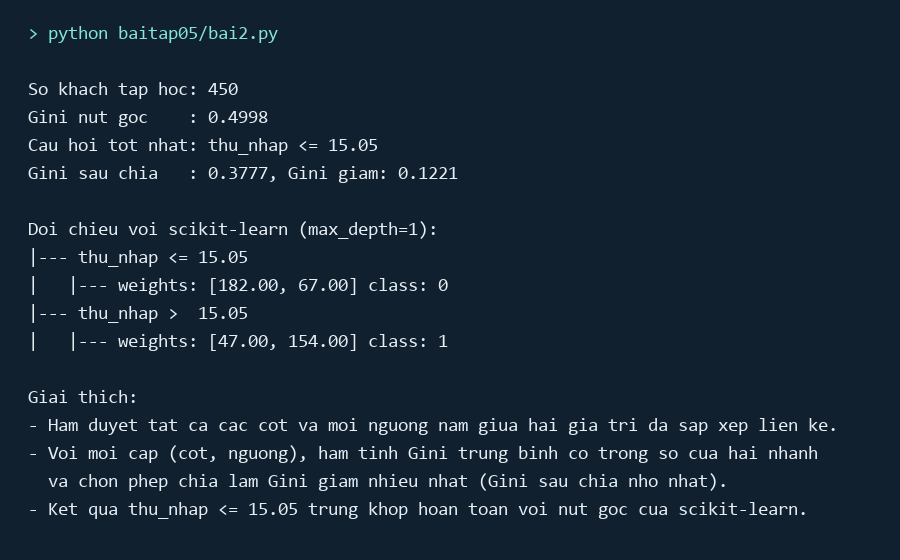 > python baitap05/bai2.py
So khach tap hoc: 450
Gini nut goc    : 0.4998
Cau hoi tot nhat: thu_nhap <= 15.05
Gini sau chia   : 0.3777, Gini giam: 0.1221
Doi chieu voi scikit-learn (max_depth=1):
|--- thu_nhap <= 15.05
|   |--- weights: [182.00, 67.00] class: 0
|--- thu_nhap >  15.05
|   |--- weights: [47.00, 154.00] class: 1
Giai thich:
- Ham duyet tat ca cac cot va moi nguong nam giua hai gia tri da sap xep lien ke.
- Voi moi cap (cot, nguong), ham tinh Gini trung binh co trong so cua hai nhanh
  va chon phep chia lam Gini giam nhieu nhat (Gini sau chia nho nhat).
- Ket qua thu_nhap <= 15.05 trung khop hoan toan voi nut goc cua scikit-learn.